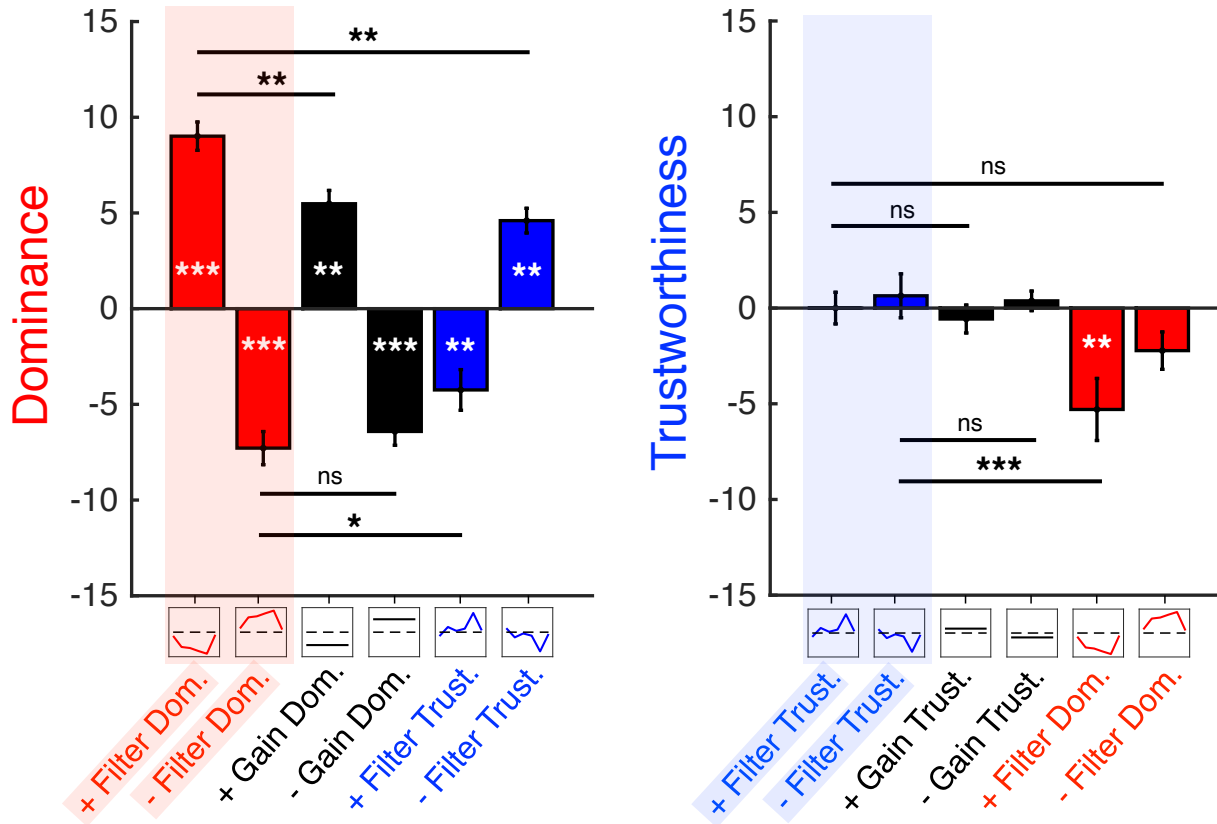 Dominance
15
10
5
0
-5
-10
-15
**
**
***
***
**
***
**
**
ns
*
+ Filter Dom.
- Filter Dom.
+ Gain Dom.
- Gain Dom.
+ Filter Trust.
- Filter Trust.
Trustworthiness
15
10
5
0
-5
-10
-15
ns
ns
**
ns
***
+ Filter Trust.
- Filter Trust.
+ Gain Trust.
- Gain Trust.
+ Filter Dom.
- Filter Dom.